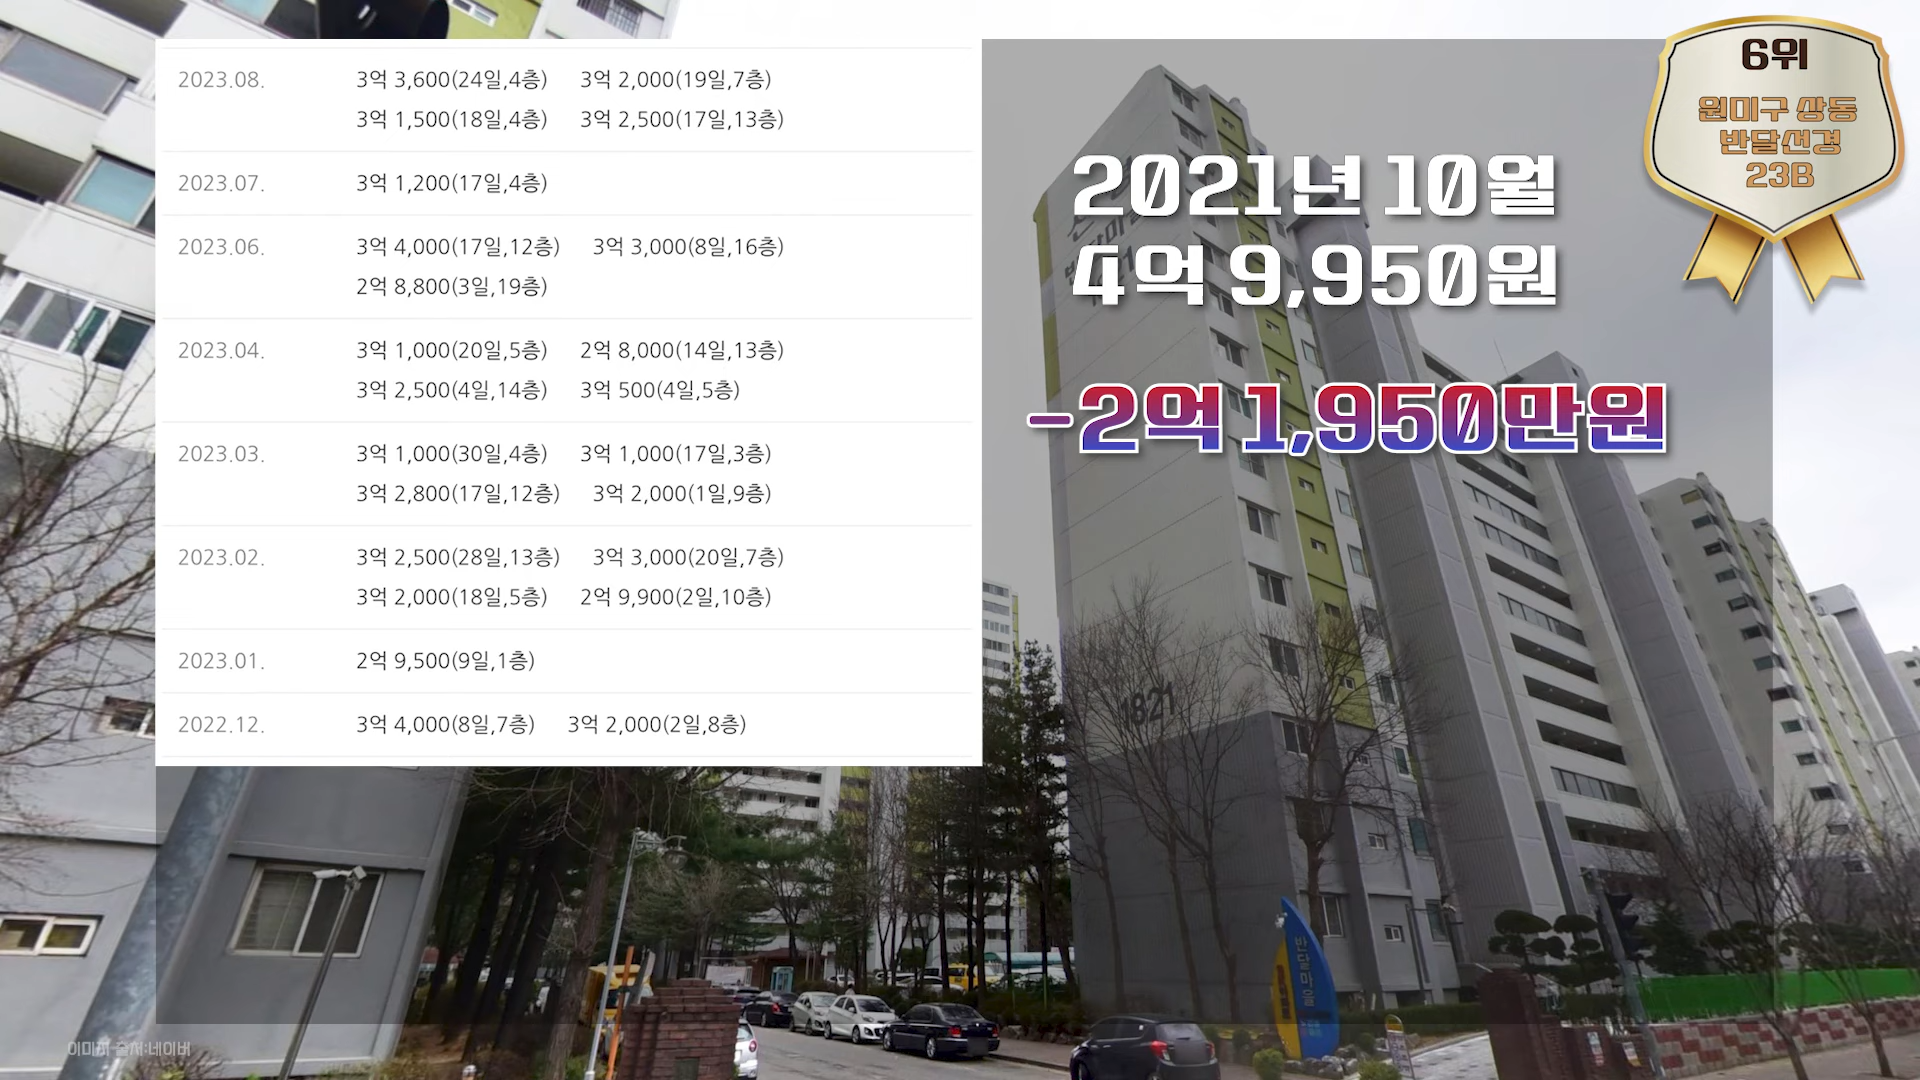 2023.08. 3억 3,600(24일,4층) 3억 2,000(19일,7층)
3억 1,500(18일,4층) 3억 2,500(17일,13층)
2023.07. 3억 1,200(17일,4층)
2023.06. 3억 4,000(17일,12층) 3억 3,000(8일,16층)
2억 8,800(3일,19층)
2023.04. 3억 1,000(20일,5층) 2억 8,000(14일,13층)
3억 2,500(4일,14층) 3억 500(4일,5층)
2023.03. 3억 1,000(30일,4층) 3억 1,000(17일,3층)
3억 2,800(17일,12층) 3억 2,000(1일,9층)
2023.02. 3억 2,500(28일,13층) 3억 3,000(20일,7층)
3억 2,000(18일,5층) 2억 9,900(2일,10층)
2023.01. 2억 9,500(9일,1층)
2022.12. 3억 4,000(8일,7층) 3억 2,000(2일,8층)
2021년 10월
4억 9,950원
-2억 1,950만원
6위
원미구 상동
반달선경
23B
1821
반달마을
이미지 출처:네이버